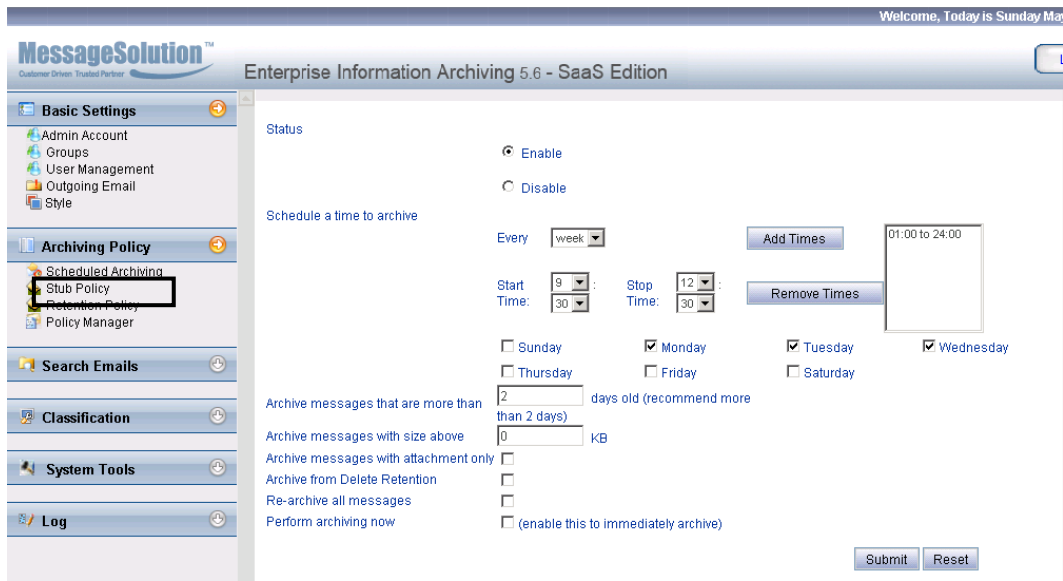 Welcome, Today is Sunday May
MessageSolution™
Customer Driven Trusted Partner
Enterprise Information Archiving 5.6 - SaaS Edition
L
Basic Settings
Admin Account
Groups
User Management
Outgoing Email
Style
Archiving Policy
Scheduled Archiving
Stub Policy
Retention Policy
Policy Manager
Search Emails
Classification
System Tools
Log
Status
Enable
Disable
Schedule a time to archive
Every week Add Times 01:00 to 24:00
Start Time: 9 : 30 Stop Time: 12 : 30 Remove Times
Sunday Monday Tuesday Wednesday
Thursday Friday Saturday
Archive messages that are more than 2 days old (recommend more than 2 days)
Archive messages with size above 0 KB
Archive messages with attachment only
Archive from Delete Retention
Re-archive all messages
Perform archiving now (enable this to immediately archive)
Submit Reset